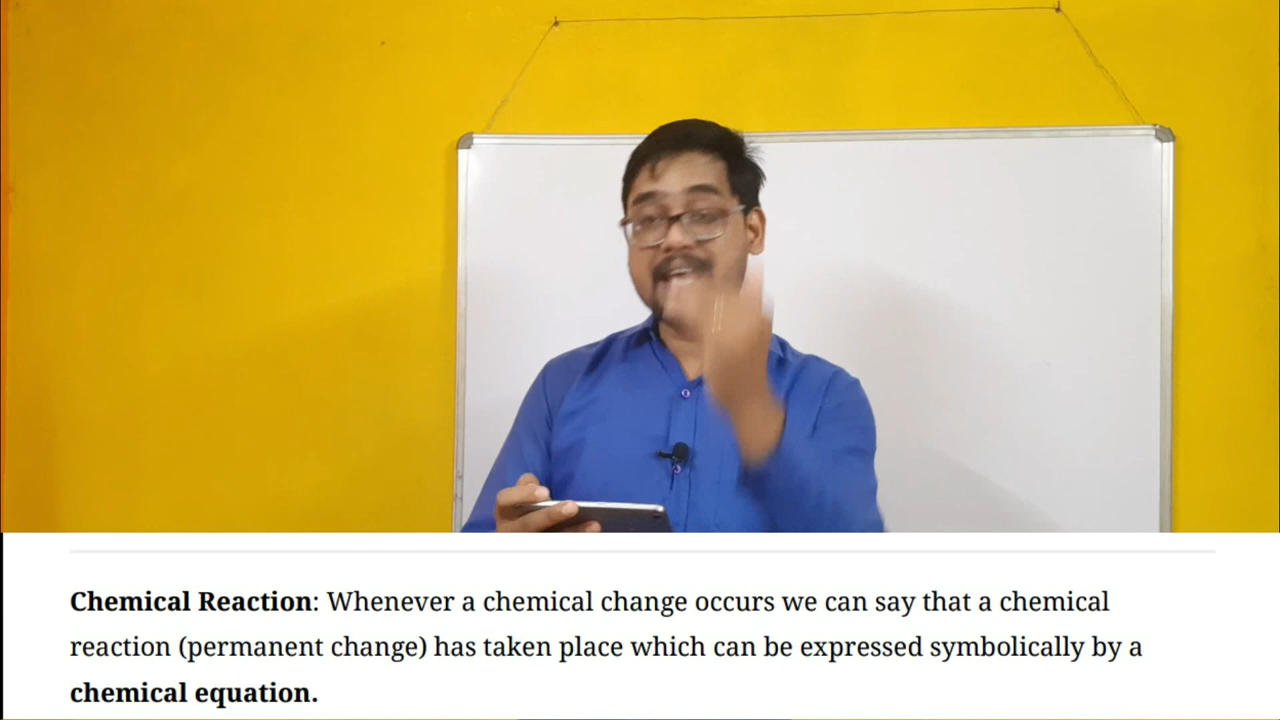 Chemical Reaction: Whenever a chemical change occurs we can say that a chemical
reaction (permanent change) has taken place which can be expressed symbolically by a
chemical equation.